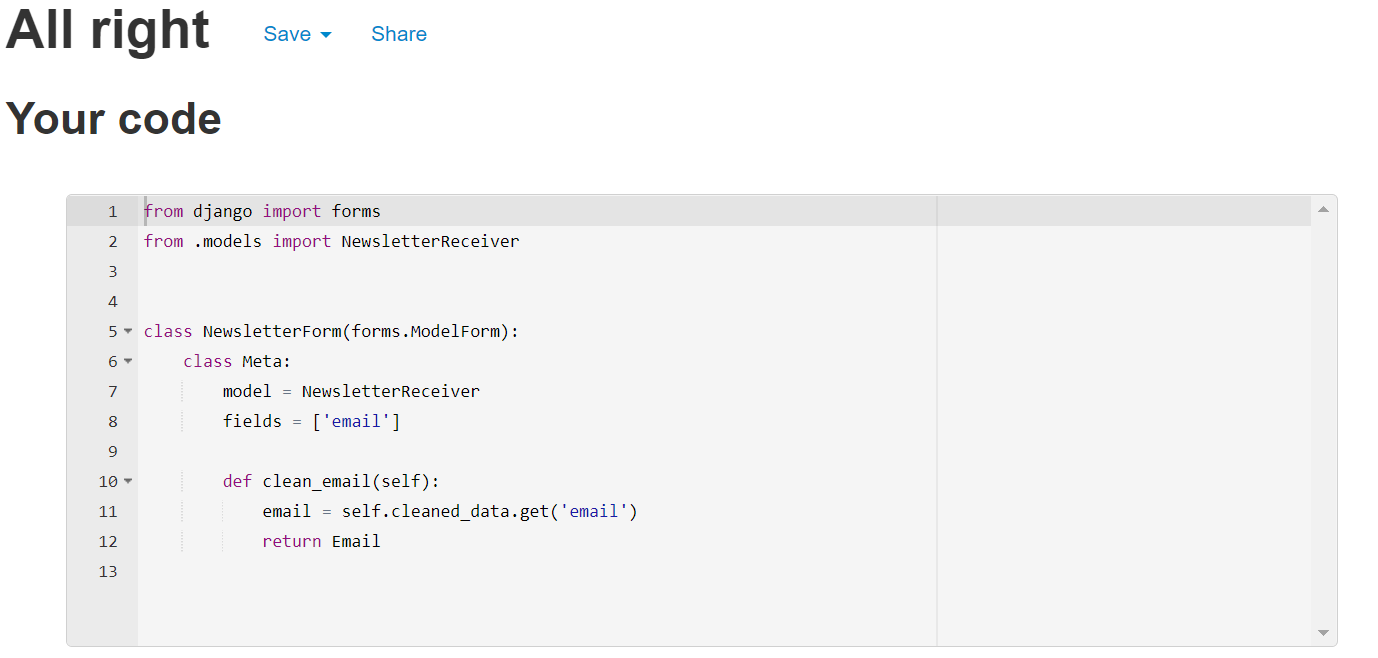 All right Save Share
Your code
1 from django import forms
2 from .models import NewsletterReceiver
3
4
5 class NewsletterForm(forms.ModelForm):
6     class Meta:
7         model = NewsletterReceiver
8         fields = ['email']
9
10         def clean_email(self):
11             email = self.cleaned_data.get('email')
12             return Email
13